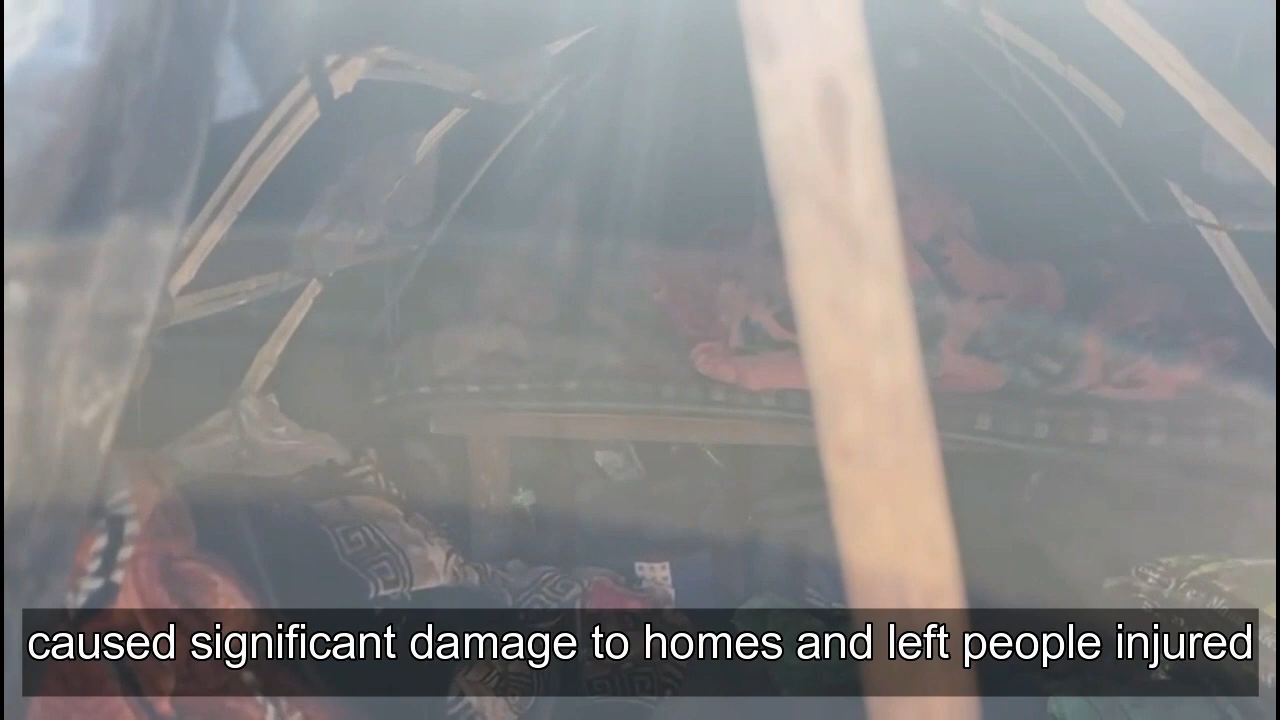 caused significant damage to homes and left people injured